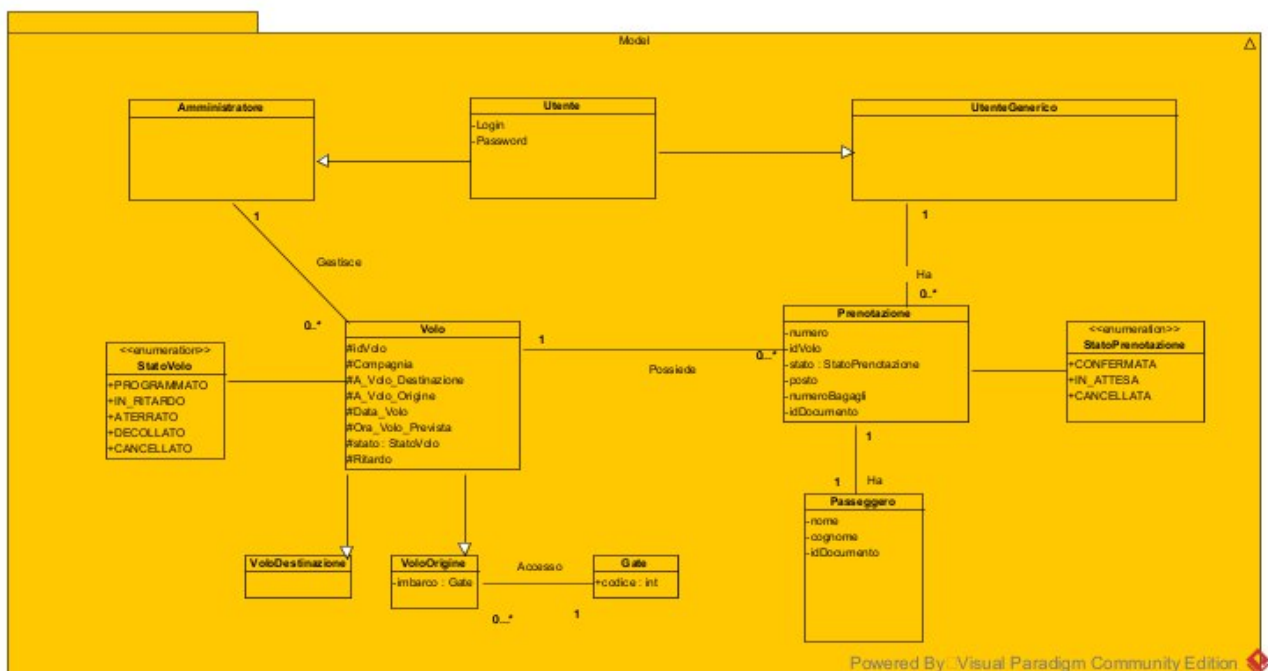 Model
Amministratore
Utente
-Login
-Password
UtenteGenerico
1
Gestisce
0..*
1
Ha
0..*
<<enumeration>>
StatoVolo
+PROGRAMMATO
+IN_RITARDO
+ATERRATO
+DECOLLATO
+CANCELLATO
Volo
#idVolo
#Compagnia
#A_Volo_Destinazione
#A_Volo_Origine
#Data_Volo
#Ora_Volo_Prevista
#stato : StatoVolo
#Ritardo
1
Possiede
0...*
Prenotazione
-numero
-idVolo
-stato : StatoPrenotazione
-posto
-numeroBagagli
-idDocumento
<<enumeration>>
StatoPrenotazione
+CONFERMATA
+IN_ATTESA
+CANCELLATA
1
1
Ha
Passeggero
-nome
-cognome
-idDocumento
VoloDestinazione
VoloOrigine
-imbarco : Gate
Accesso
0...*
1
Gate
+codice : int
Powered By Visual Paradigm Community Edition